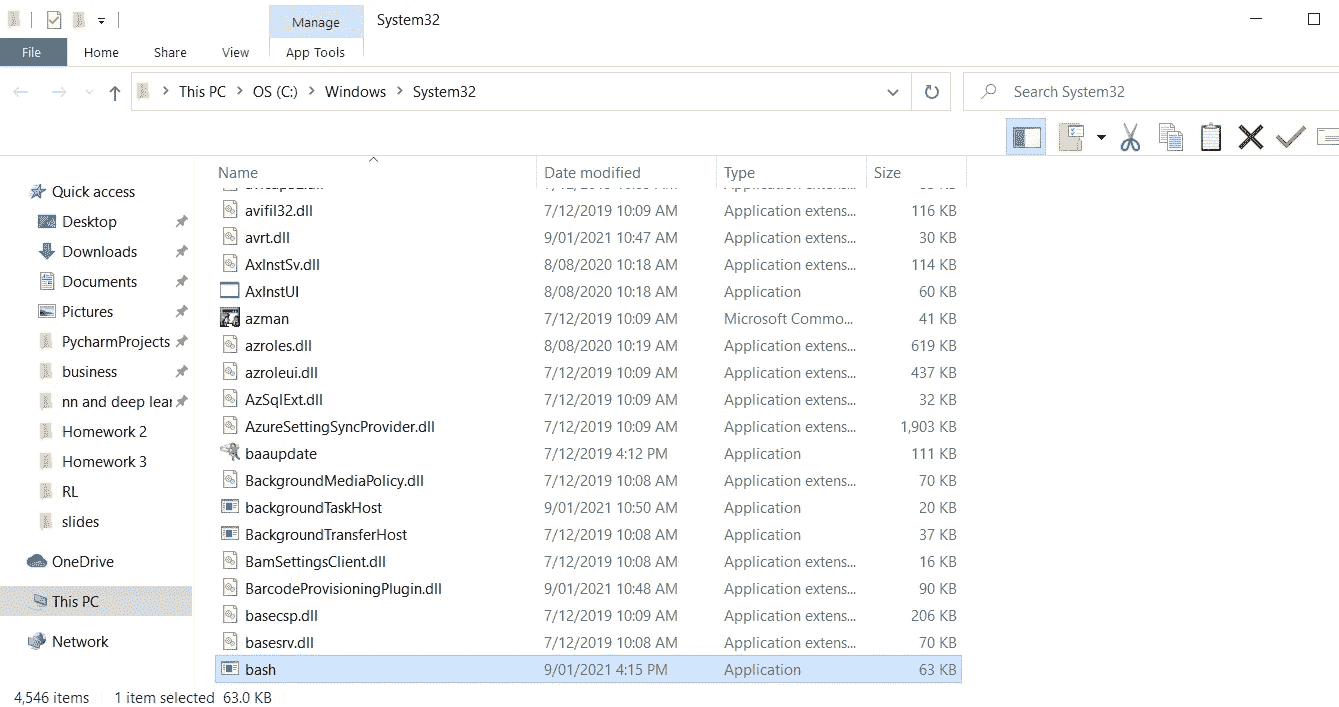 Manage System32
File Home Share View App Tools
This PC OS (C:) Windows System32 Search System32
Name Date modified Type Size
Quick access
Desktop
Downloads
Documents
Pictures
PycharmProjects
business
nn and deep lear
Homework 2
Homework 3
RL
slides
OneDrive
This PC
Network
avifil32.dll 7/12/2019 10:09 AM Application extens... 116 KB
avrt.dll 9/01/2021 10:47 AM Application extens... 30 KB
AxInstSv.dll 8/08/2020 10:18 AM Application extens... 114 KB
AxInstUI 8/08/2020 10:18 AM Application 60 KB
azman 7/12/2019 10:09 AM Microsoft Commo... 41 KB
azroles.dll 8/08/2020 10:19 AM Application extens... 619 KB
azroleui.dll 7/12/2019 10:09 AM Application extens... 437 KB
AzSqlExt.dll 7/12/2019 10:09 AM Application extens... 32 KB
AzureSettingSyncProvider.dll 7/12/2019 10:09 AM Application extens... 1,903 KB
baaupdate 7/12/2019 4:12 PM Application 111 KB
BackgroundMediaPolicy.dll 7/12/2019 10:08 AM Application extens... 70 KB
backgroundTaskHost 9/01/2021 10:50 AM Application 20 KB
BackgroundTransferHost 7/12/2019 10:08 AM Application 37 KB
BamSettingsClient.dll 7/12/2019 10:08 AM Application extens... 16 KB
BarcodeProvisioningPlugin.dll 9/01/2021 10:48 AM Application extens... 90 KB
basecsp.dll 7/12/2019 10:09 AM Application extens... 206 KB
basesrv.dll 7/12/2019 10:08 AM Application extens... 70 KB
bash 9/01/2021 4:15 PM Application 63 KB
4,546 items 1 item selected 63.0 KB